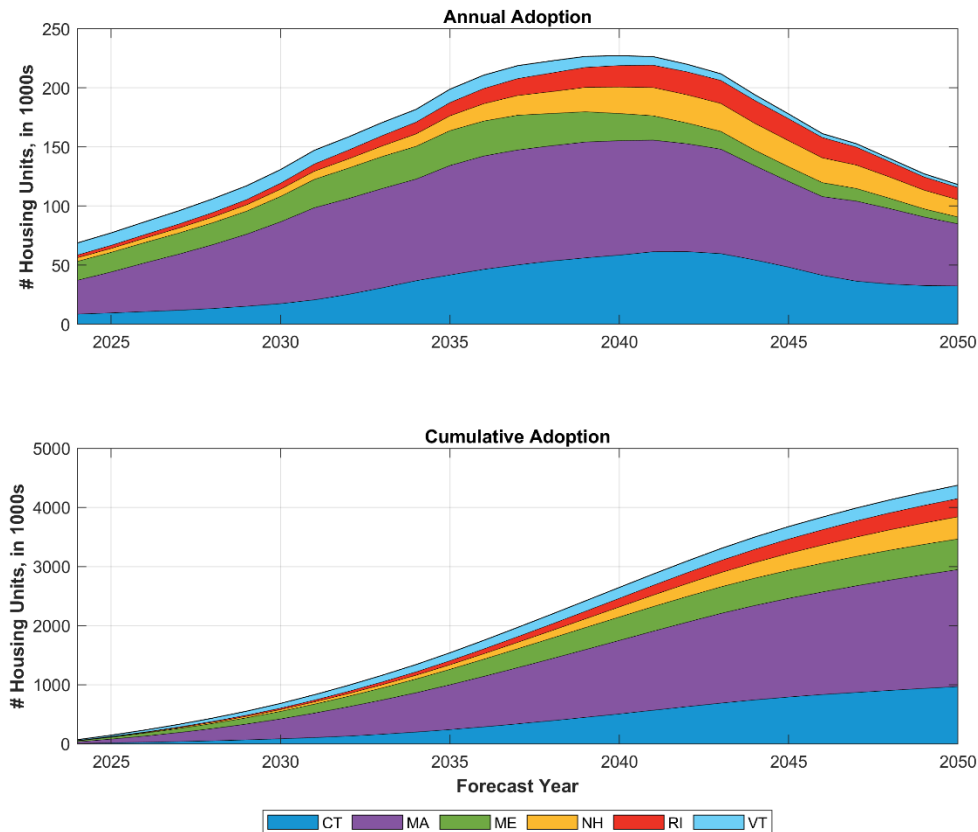 Annual Adoption
# Housing Units, in 1000s
250
200
150
100
50
0
2025 2030 2035 2040 2045 2050
Cumulative Adoption
# Housing Units, in 1000s
5000
4000
3000
2000
1000
0
2025 2030 2035 2040 2045 2050
Forecast Year
CT MA ME NH RI VT